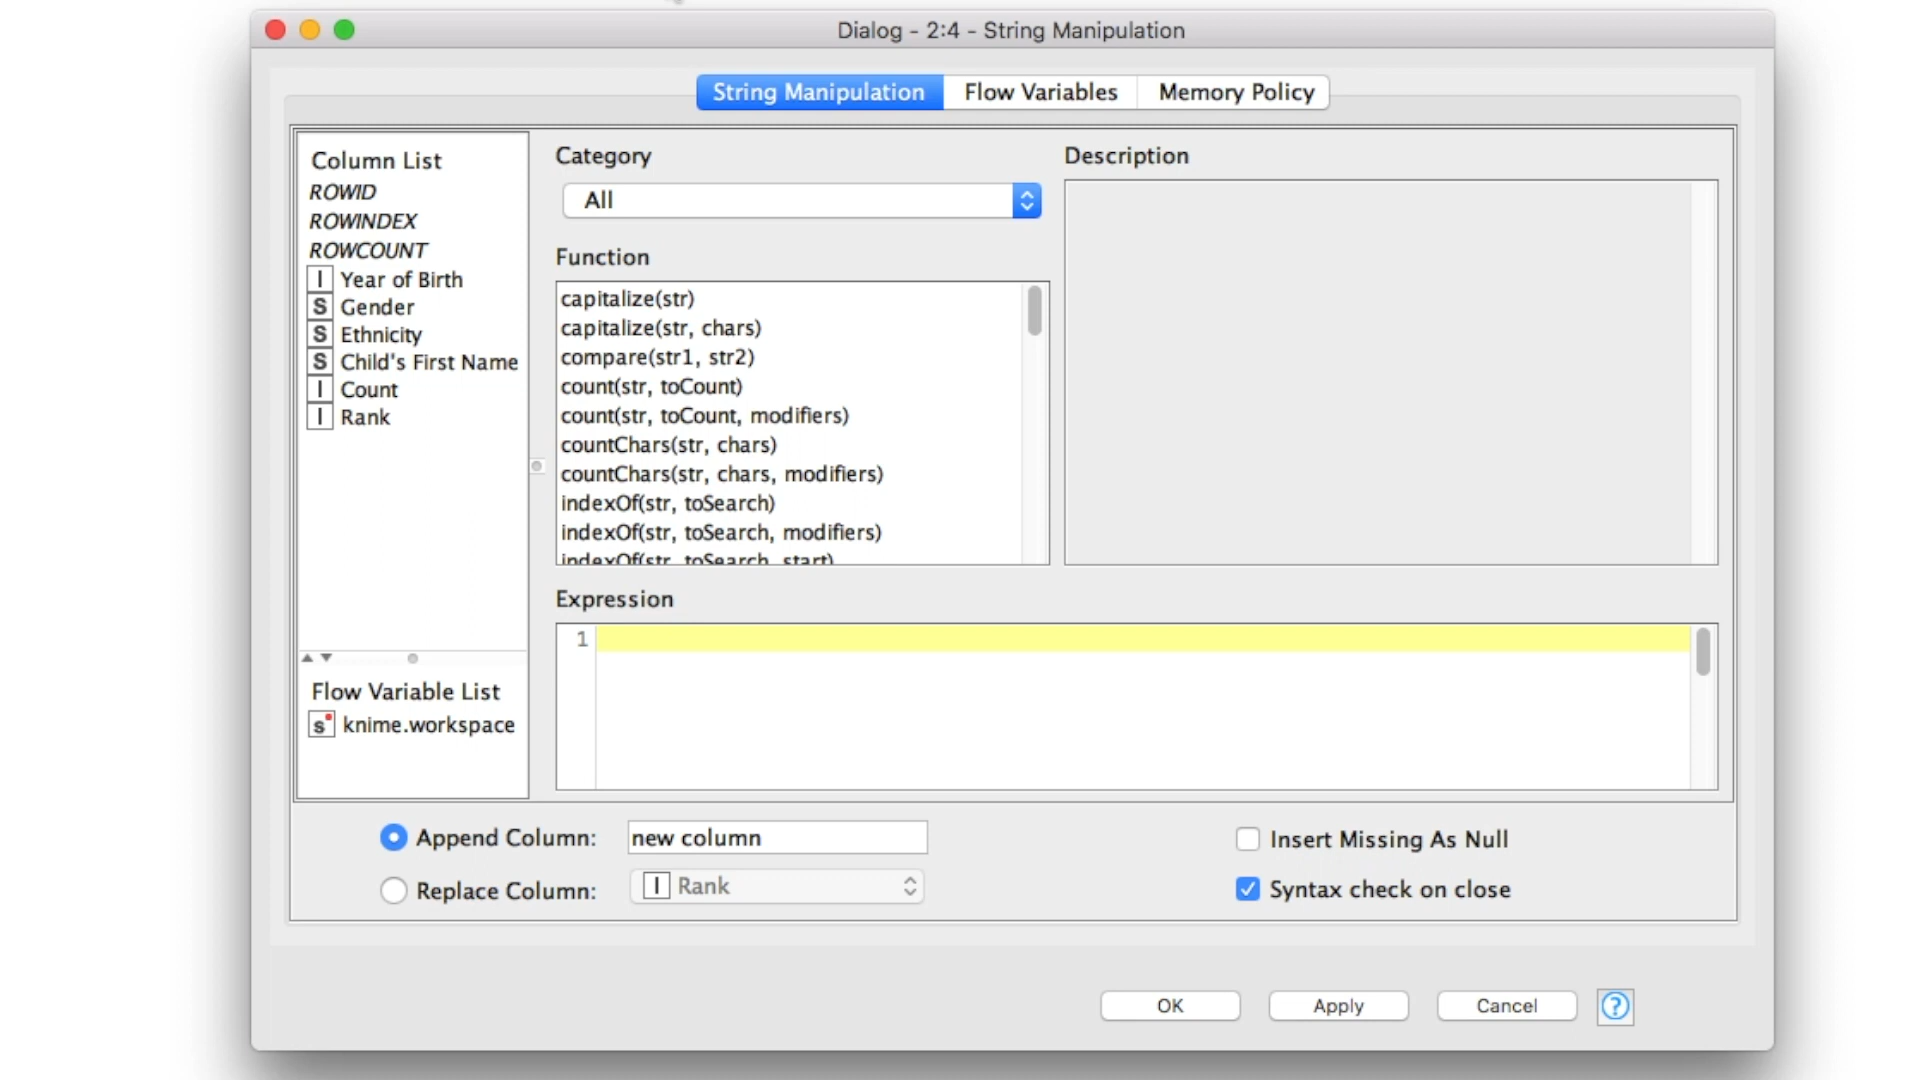 Dialog - 2:4 - String Manipulation
String Manipulation
Flow Variables
Memory Policy
Column List
ROWID
ROWINDEX
ROWCOUNT
I Year of Birth
S Gender
S Ethnicity
S Child's First Name
I Count
I Rank
Flow Variable List
s knime.workspace
Category
All
Function
capitalize(str)
capitalize(str, chars)
compare(str1, str2)
count(str, toCount)
count(str, toCount, modifiers)
countChars(str, chars)
countChars(str, chars, modifiers)
indexOf(str, toSearch)
indexOf(str, toSearch, modifiers)
indexOf(str, toSearch, start)
Description
Expression
1
Append Column: new column
Replace Column: I Rank
Insert Missing As Null
Syntax check on close
OK
Apply
Cancel
?